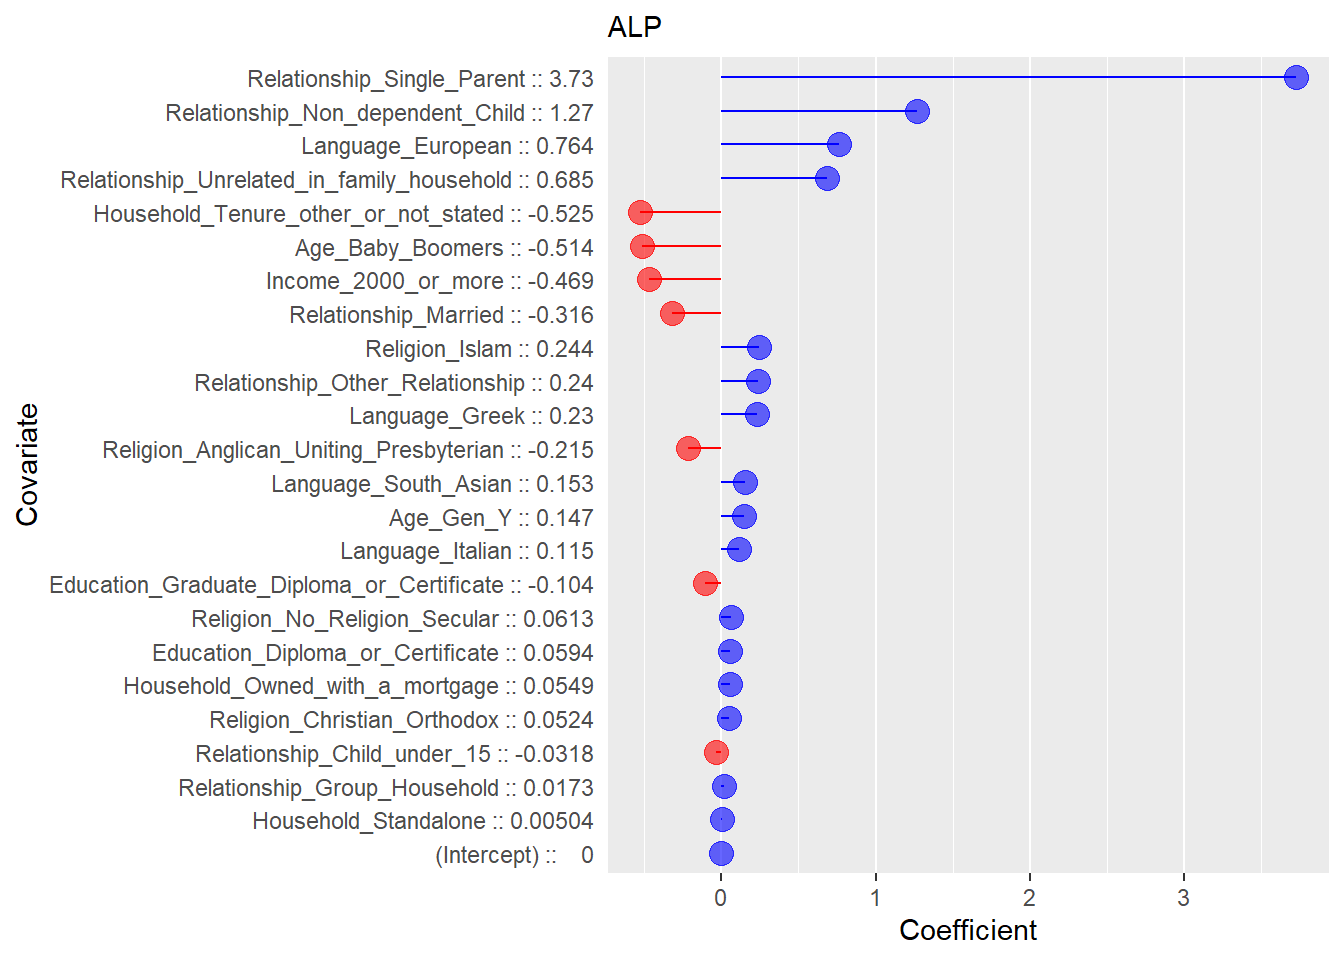 ALP
Relationship_Single_Parent :: 3.73
Relationship_Non_dependent_Child :: 1.27
Language_European :: 0.764
Relationship_Unrelated_in_family_household :: 0.685
Household_Tenure_other_or_not_stated :: -0.525
Age_Baby_Boomers :: -0.514
Income_2000_or_more :: -0.469
Relationship_Married :: -0.316
Religion_Islam :: 0.244
Relationship_Other_Relationship :: 0.24
Language_Greek :: 0.23
Religion_Anglican_Uniting_Presbyterian :: -0.215
Language_South_Asian :: 0.153
Age_Gen_Y :: 0.147
Language_Italian :: 0.115
Education_Graduate_Diploma_or_Certificate :: -0.104
Religion_No_Religion_Secular :: 0.0613
Education_Diploma_or_Certificate :: 0.0594
Household_Owned_with_a_mortgage :: 0.0549
Religion_Christian_Orthodox :: 0.0524
Relationship_Child_under_15 :: -0.0318
Relationship_Group_Household :: 0.0173
Household_Standalone :: 0.00504
(Intercept) :: 0
Covariate
0 1 2 3
Coefficient